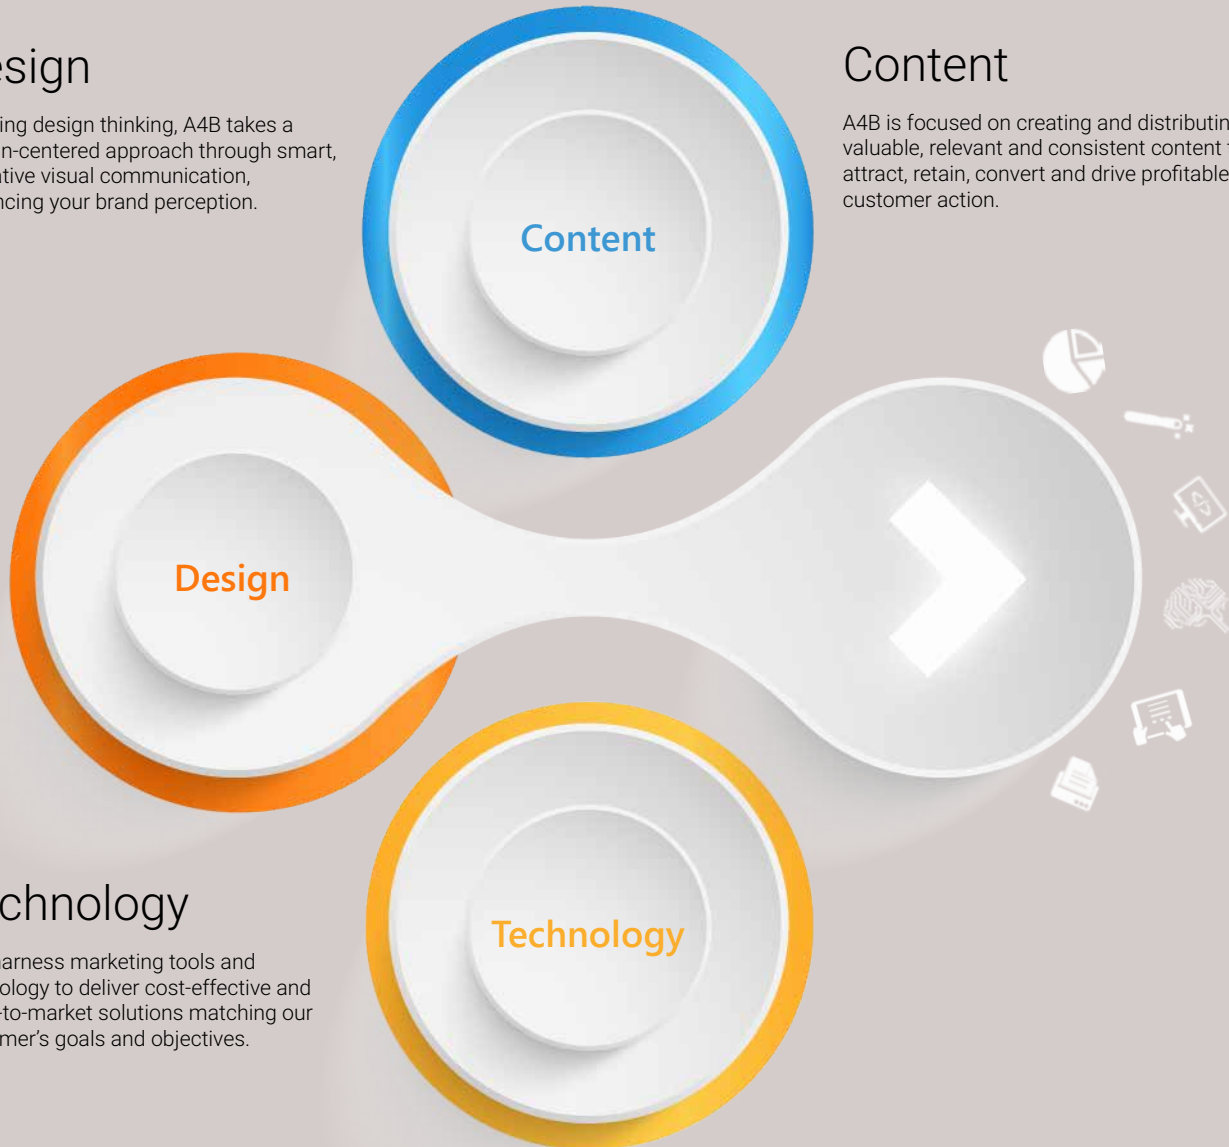 esign
ing design thinking, A4B takes a
n-centered approach through smart,
ative visual communication,
ncing your brand perception.
Content
A4B is focused on creating and distributin
valuable, relevant and consistent content
attract, retain, convert and drive profitable
customer action.
Content
Design
Technology
chnology
harness marketing tools and
ology to deliver cost-effective and
-to-market solutions matching our
mer’s goals and objectives.